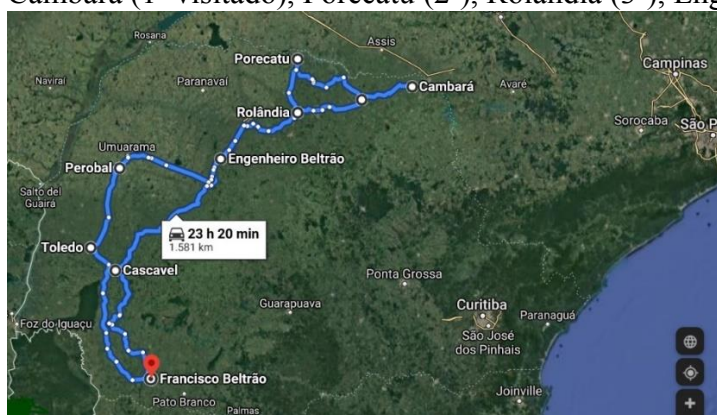 Cambará (1º visitado), Porecatu (2º), Rolândia (3º), Eng
Rosana
Assis
Porecatu
Campinas
Naviraí
Paranavaí
Cambará
Avaré
Rolândia
Sorocaba
São P
Umuarama
Engenheiro Beltrão
Perobal
Salto del
Guairá
23 h 20 min
1.581 km
Toledo
Cascavel
Ponta Grossa
Guarapuava
Curitiba
Paranaguá
Foz do Iguaçu
São José
dos Pinhais
Francisco Beltrão
Pato Branco
Palmas
Joinville